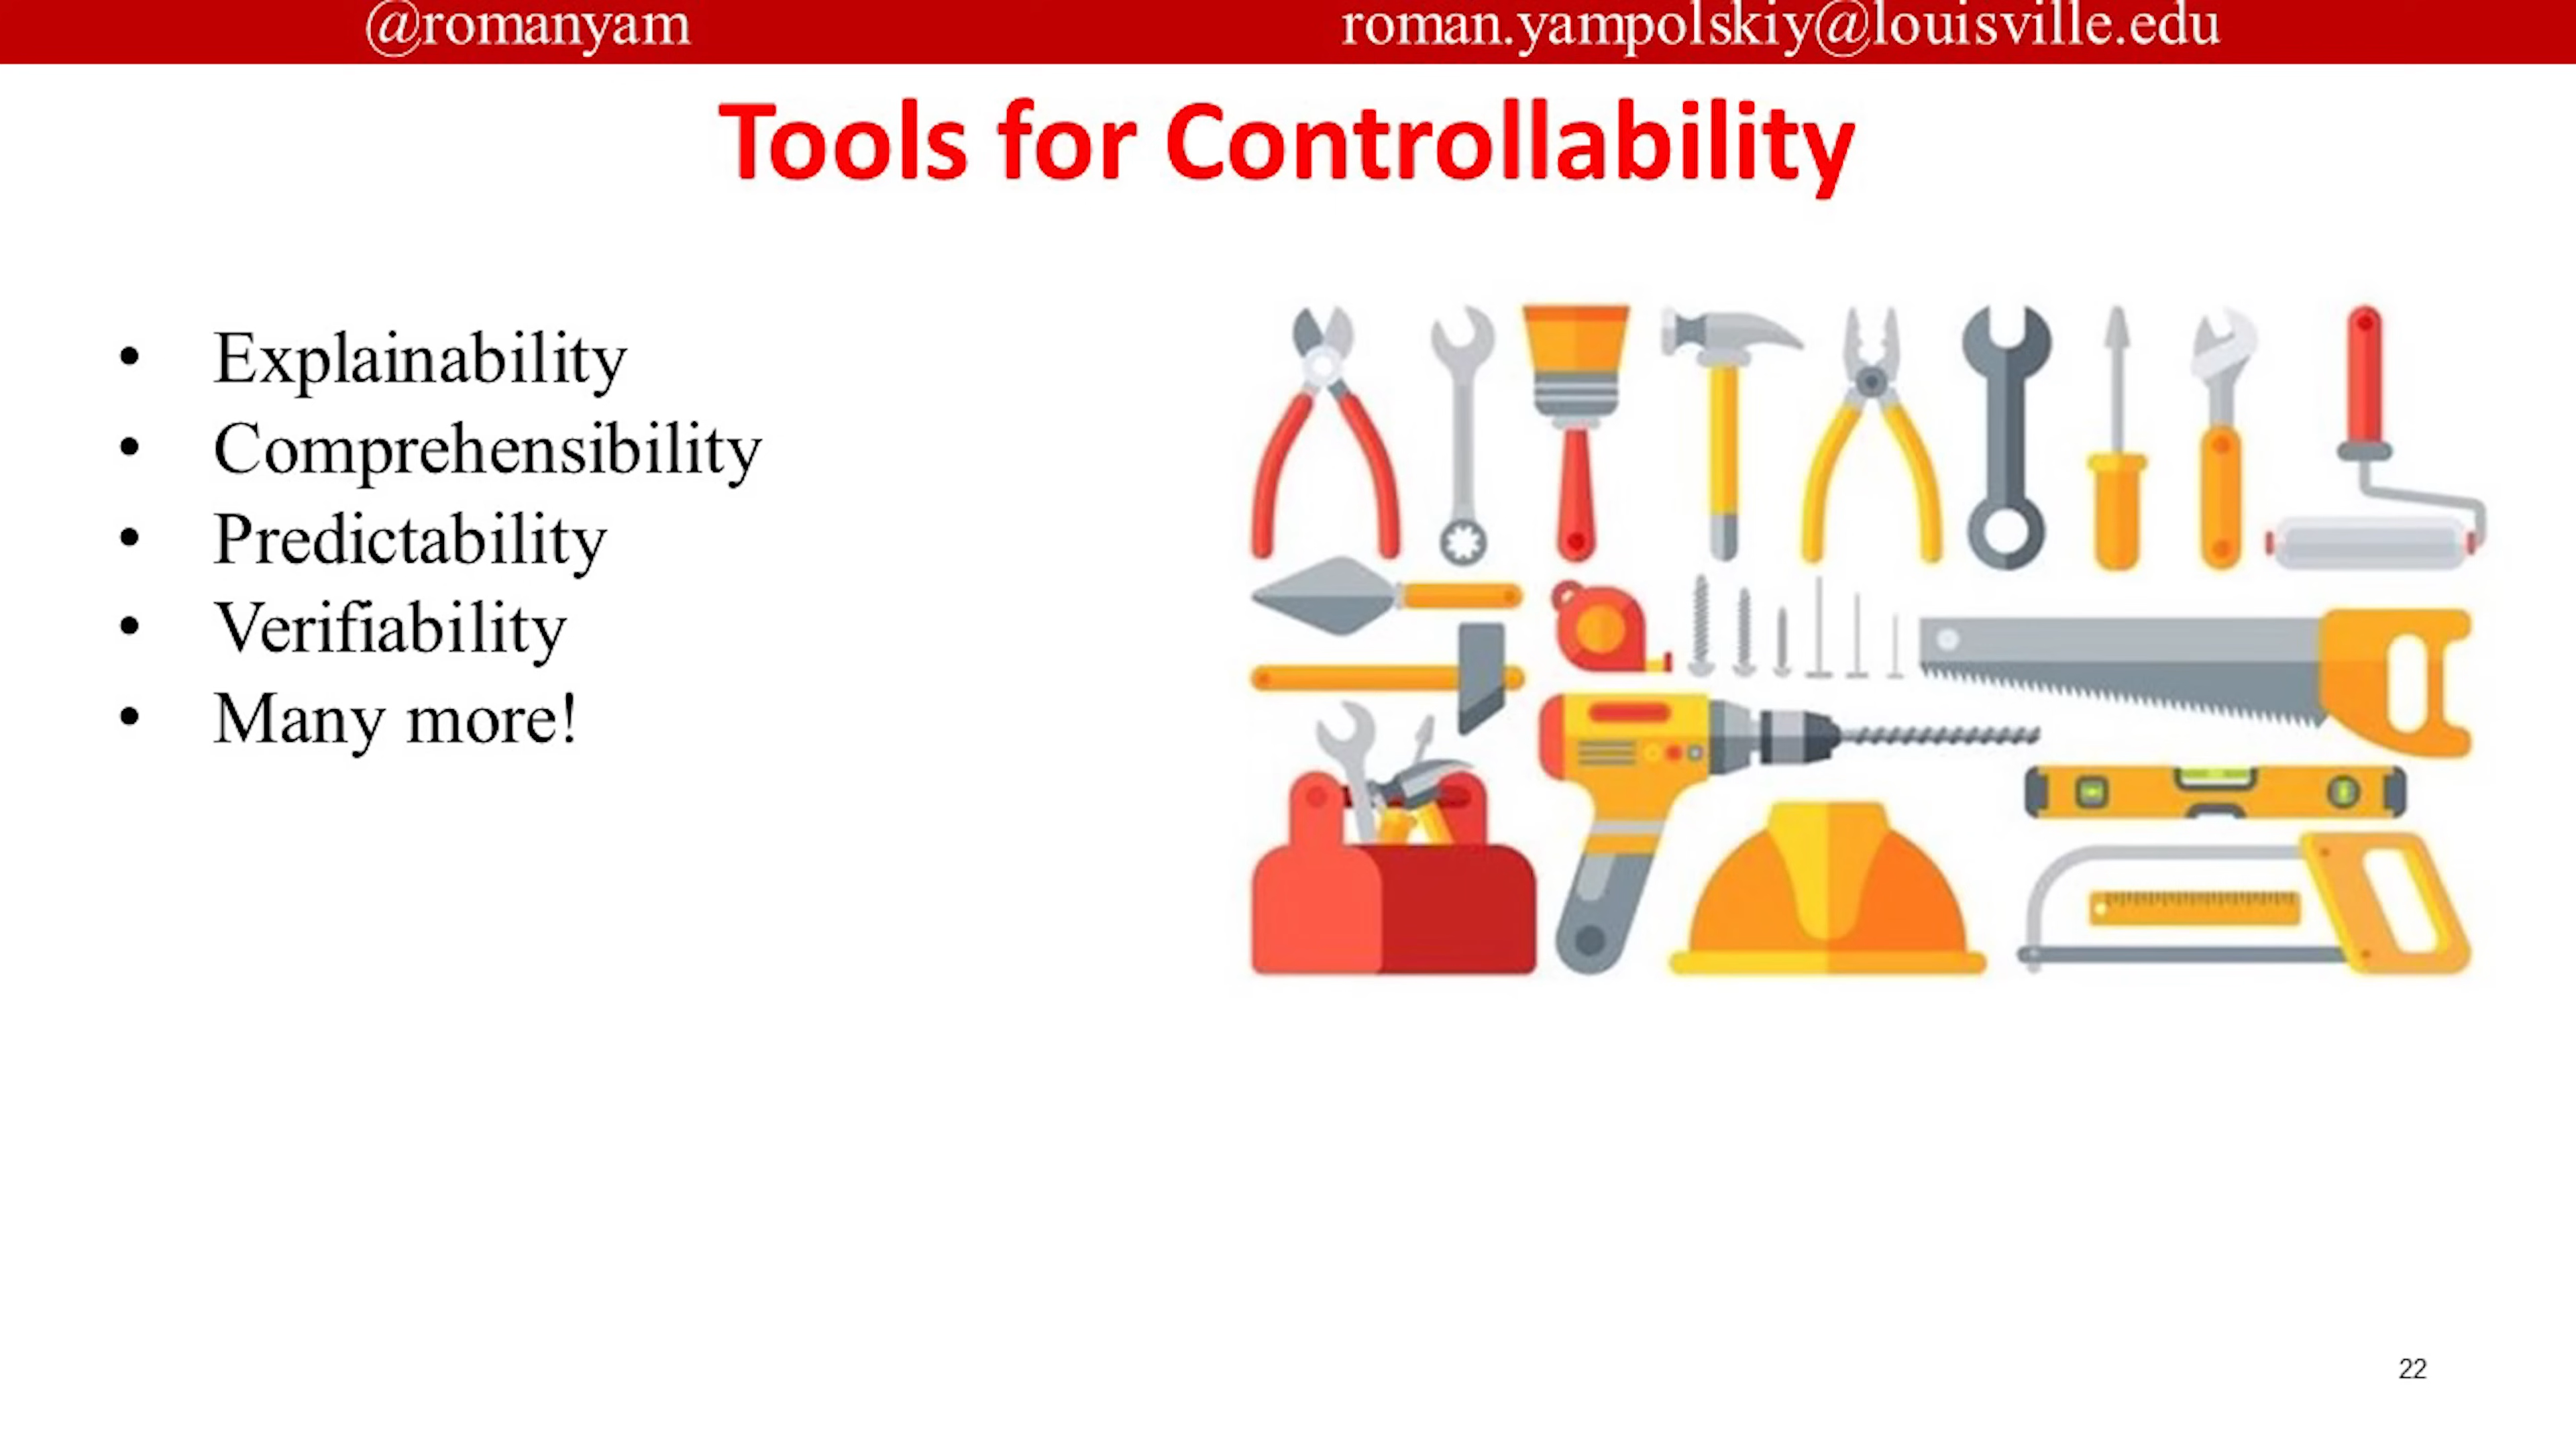 @romanyam
roman.yampolskiy@louisville.edu
Tools for Controllability
• Explainability
• Comprehensibility
• Predictability
• Verifiability
• Many more!
22